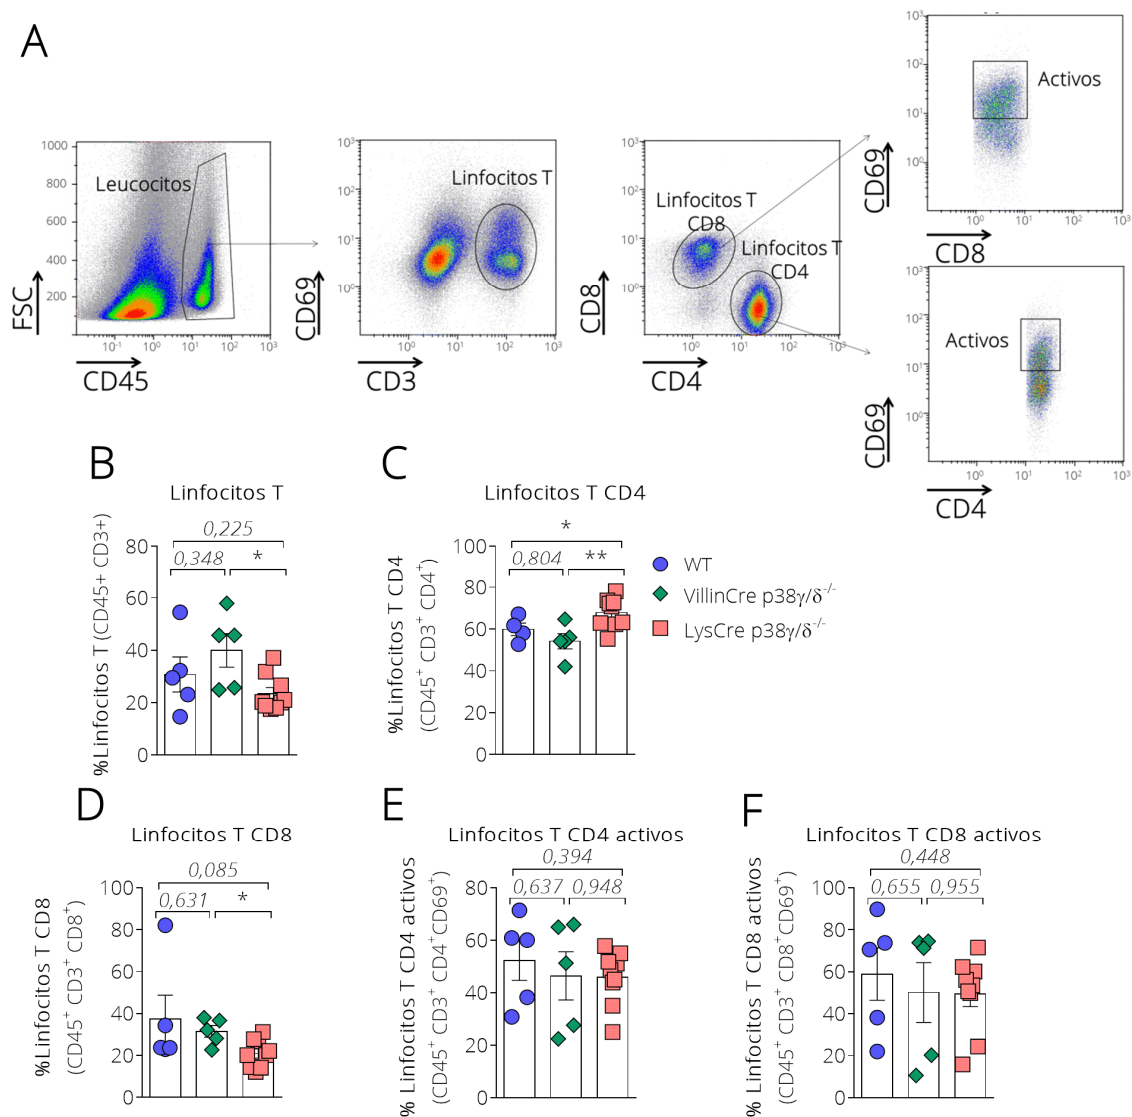 A
Leucocitos
1000
800
600
400
200
10⁻¹ 10⁰ 10¹ 10² 10³
FSC
CD45
Linfocitos T
10³
10²
10¹
10⁰
10⁰ 10¹ 10² 10³
CD69
CD3
Linfocitos T
CD8
Linfocitos T
CD4
10³
10²
10¹
10⁰
10⁰ 10¹ 10² 10³
CD8
CD4
Activos
10³
10²
10¹
10⁰
10⁰ 10¹ 10² 10³
CD69
CD8
Activos
10³
10²
10¹
10⁰
10⁰ 10¹ 10² 10³
CD69
CD4
B
Linfocitos T
0,225
0,348 *
%Linfocitos T (CD45+ CD3+)
80
60
40
20
0
C
Linfocitos T CD4
*
0,804 **
%Linfocitos T CD4
(CD45⁺ CD3⁺ CD4⁺)
100
80
60
40
20
0
WT
VillinCre p38γ/δ⁻/⁻
LysCre p38γ/δ⁻/⁻
D
Linfocitos T CD8
0,085
0,631 *
%Linfocitos T CD8
(CD45⁺ CD3⁺ CD8⁺)
100
80
60
40
20
0
E
Linfocitos T CD4 activos
0,394
0,637 0,948
% Linfocitos T CD4 activos
(CD45⁺ CD3⁺ CD4⁺CD69⁺)
80
60
40
20
0
F
Linfocitos T CD8 activos
0,448
0,655 0,955
% Linfocitos T CD8 activos
(CD45⁺ CD3⁺ CD8⁺CD69⁺)
100
80
60
40
20
0